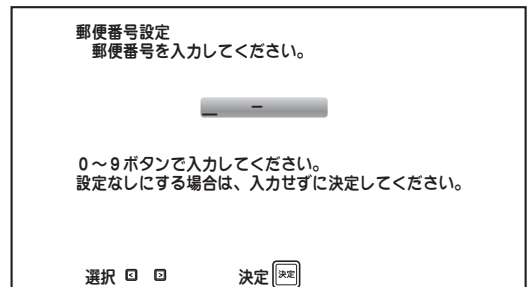 郵便番号設定
郵便番号を入力してください。
_ －
０～９ボタンで入力してください。
設定なしにする場合は、入力せずに決定してください。
選択 < > 決定 決定